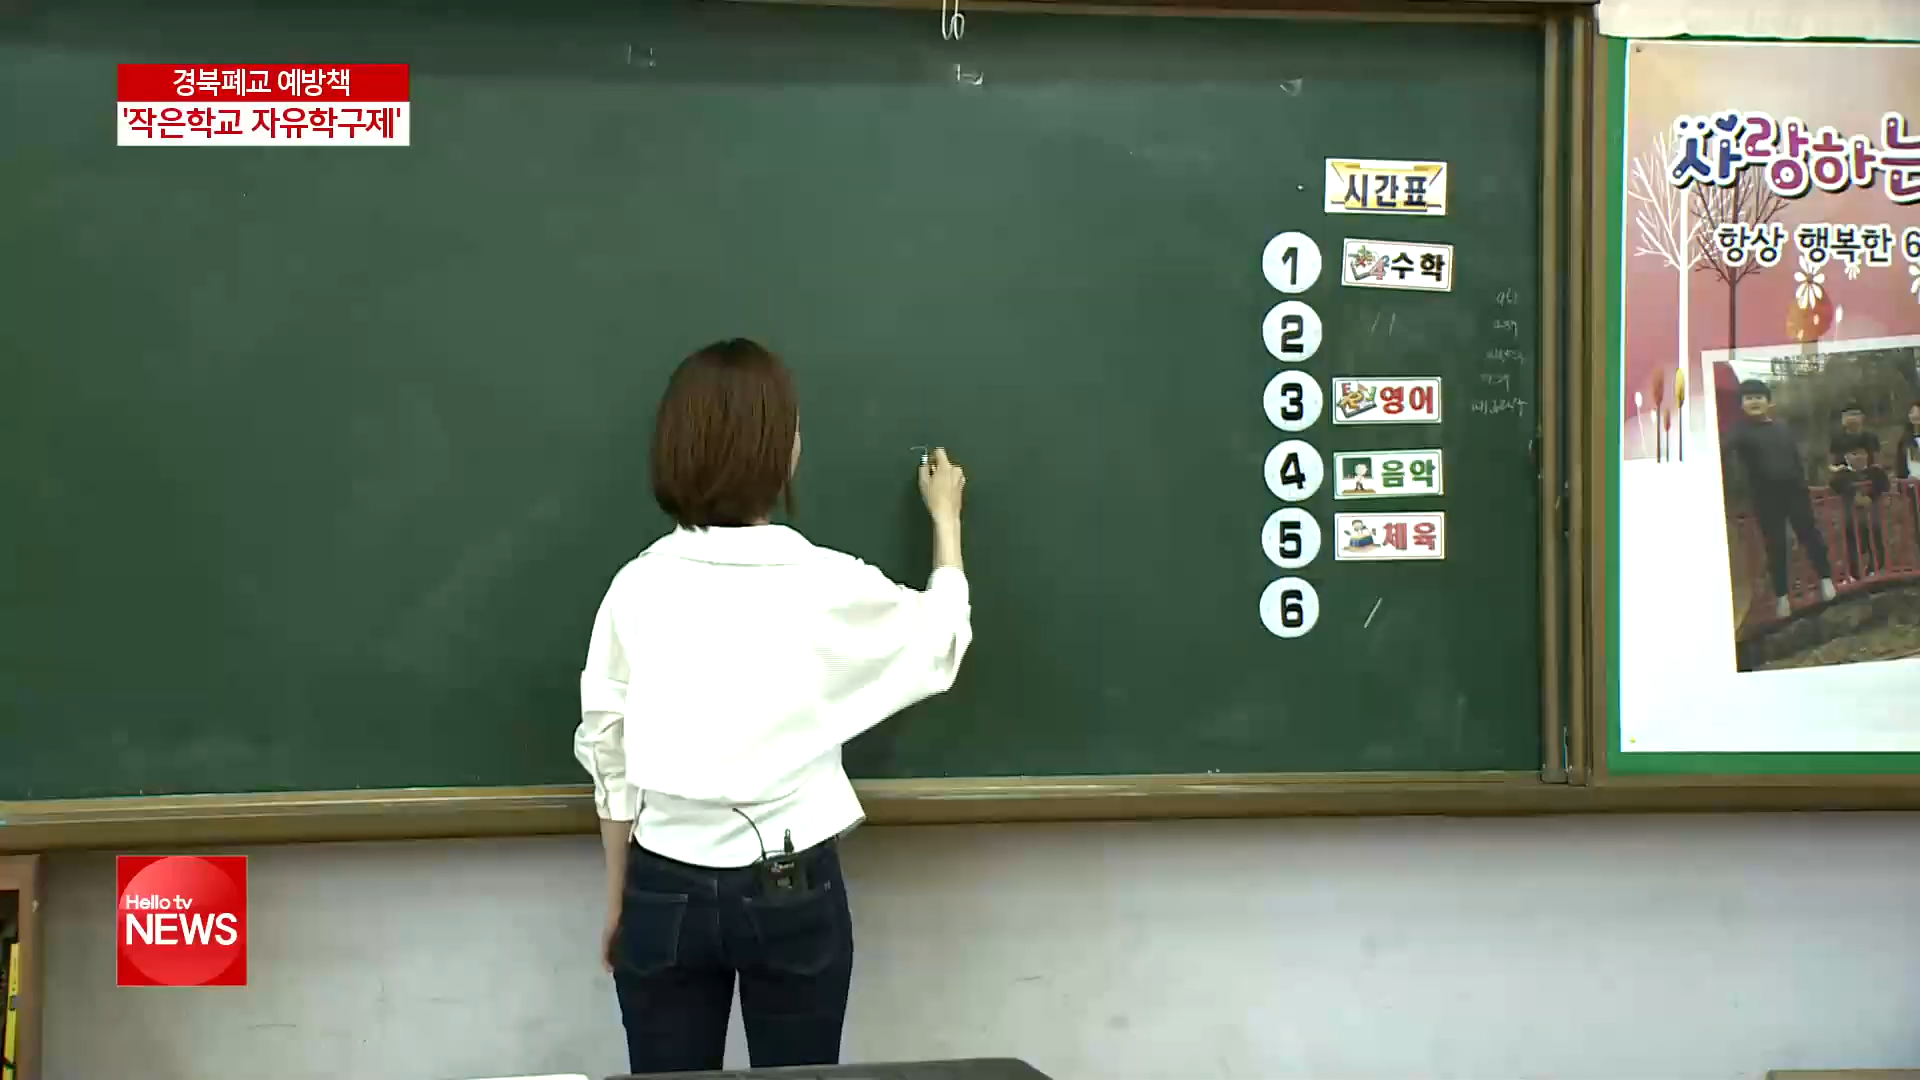 경북폐교 예방책
'작은학교 자유학구제'
시간표
1 수학
2 //
3 영어
4 음악
5 체육
6 /
사랑하는
항상 행복한 6
Hello tv
NEWS